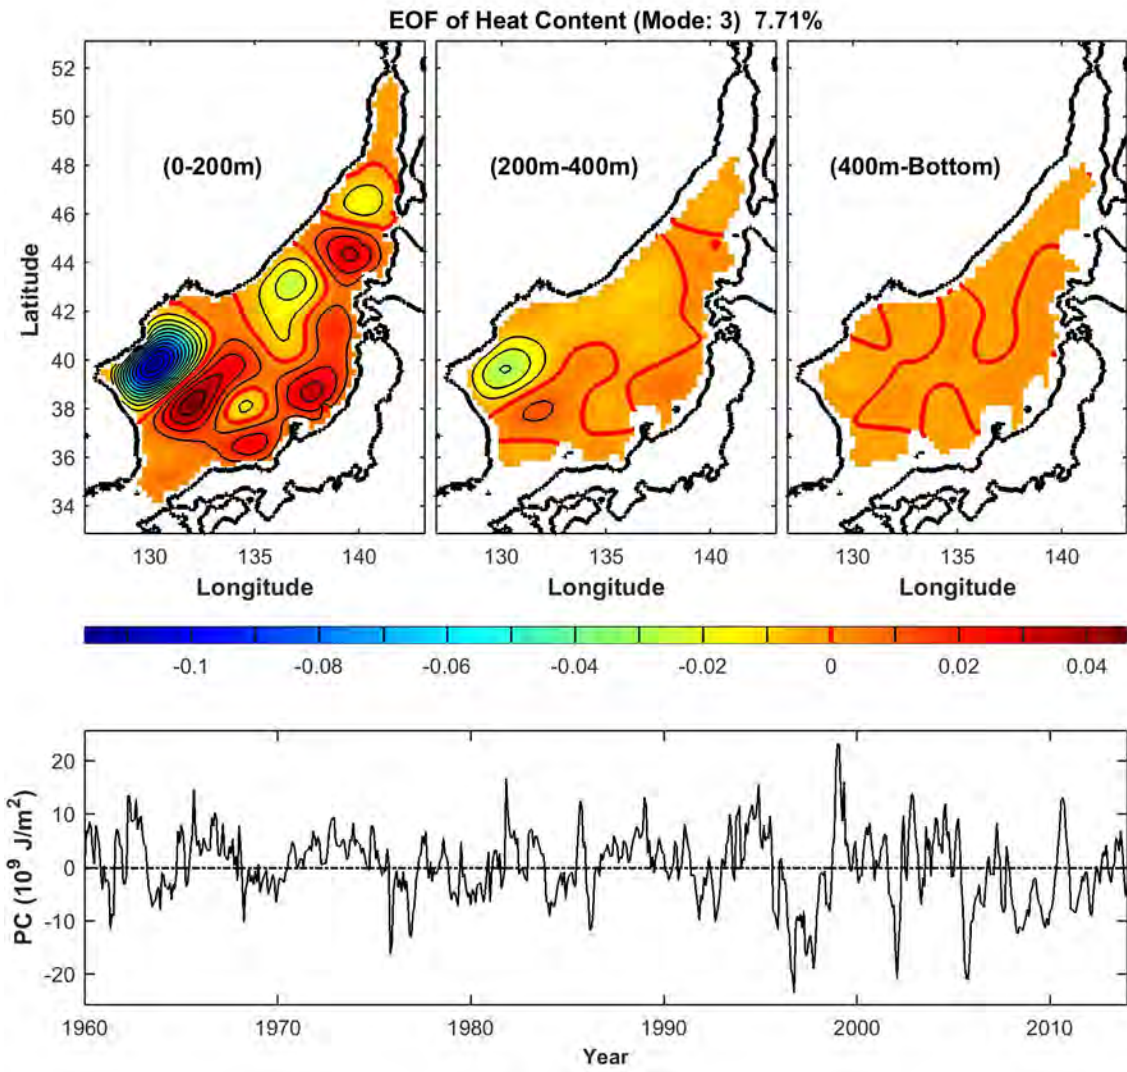 EOF of Heat Content (Mode: 3) 7.71%
(0-200m)
(200m-400m)
(400m-Bottom)
Latitude
52
50
48
46
44
42
40
38
36
34
130 135 140
130 135 140
130 135 140
Longitude
Longitude
Longitude
-0.1 -0.08 -0.06 -0.04 -0.02 0 0.02 0.04
PC (10⁹ J/m²)
20
10
0
-10
-20
1960 1970 1980 1990 2000 2010
Year